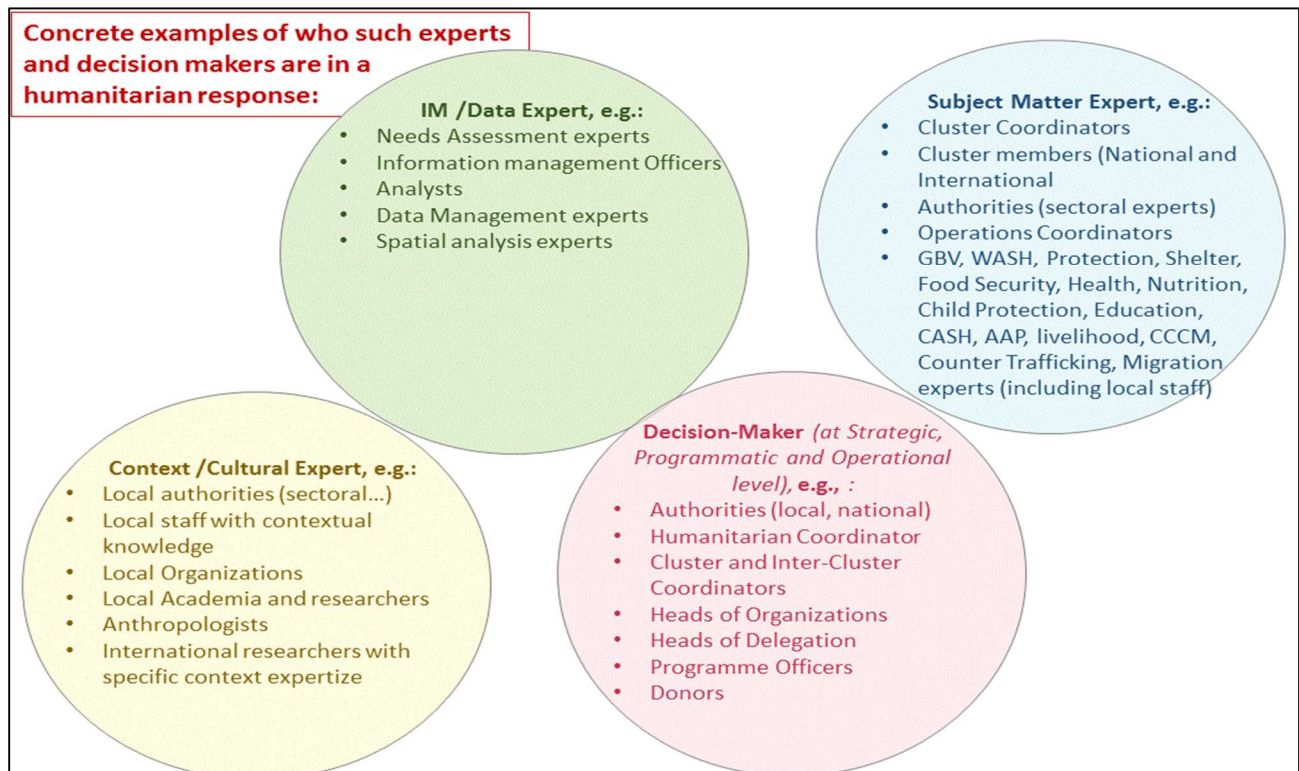 Concrete examples of who such experts
and decision makers are in a
humanitarian response:
IM /Data Expert, e.g.:
• Needs Assessment experts
• Information management Officers
• Analysts
• Data Management experts
• Spatial analysis experts
Subject Matter Expert, e.g.:
• Cluster Coordinators
• Cluster members (National and
International
• Authorities (sectoral experts)
• Operations Coordinators
• GBV, WASH, Protection, Shelter,
Food Security, Health, Nutrition,
Child Protection, Education,
CASH, AAP, livelihood, CCCM,
Counter Trafficking, Migration
experts (including local staff)
Context /Cultural Expert, e.g.:
• Local authorities (sectoral...)
• Local staff with contextual
knowledge
• Local Organizations
• Local Academia and researchers
• Anthropologists
• International researchers with
specific context expertize
Decision-Maker (at Strategic,
Programmatic and Operational
level), e.g., :
• Authorities (local, national)
• Humanitarian Coordinator
• Cluster and Inter-Cluster
Coordinators
• Heads of Organizations
• Heads of Delegation
• Programme Officers
• Donors